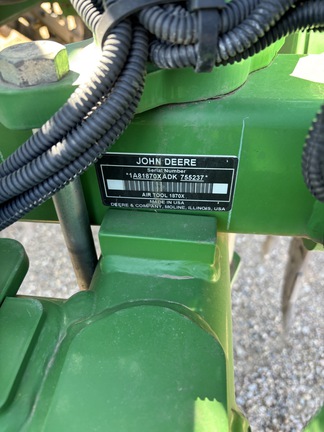 JOHN DEERE
Serial Number
*1A81870XADK 755237*
AIR TOOL 1870X
MADE IN USA
DEERE & COMPANY, MOLINE, ILLINOIS, USA